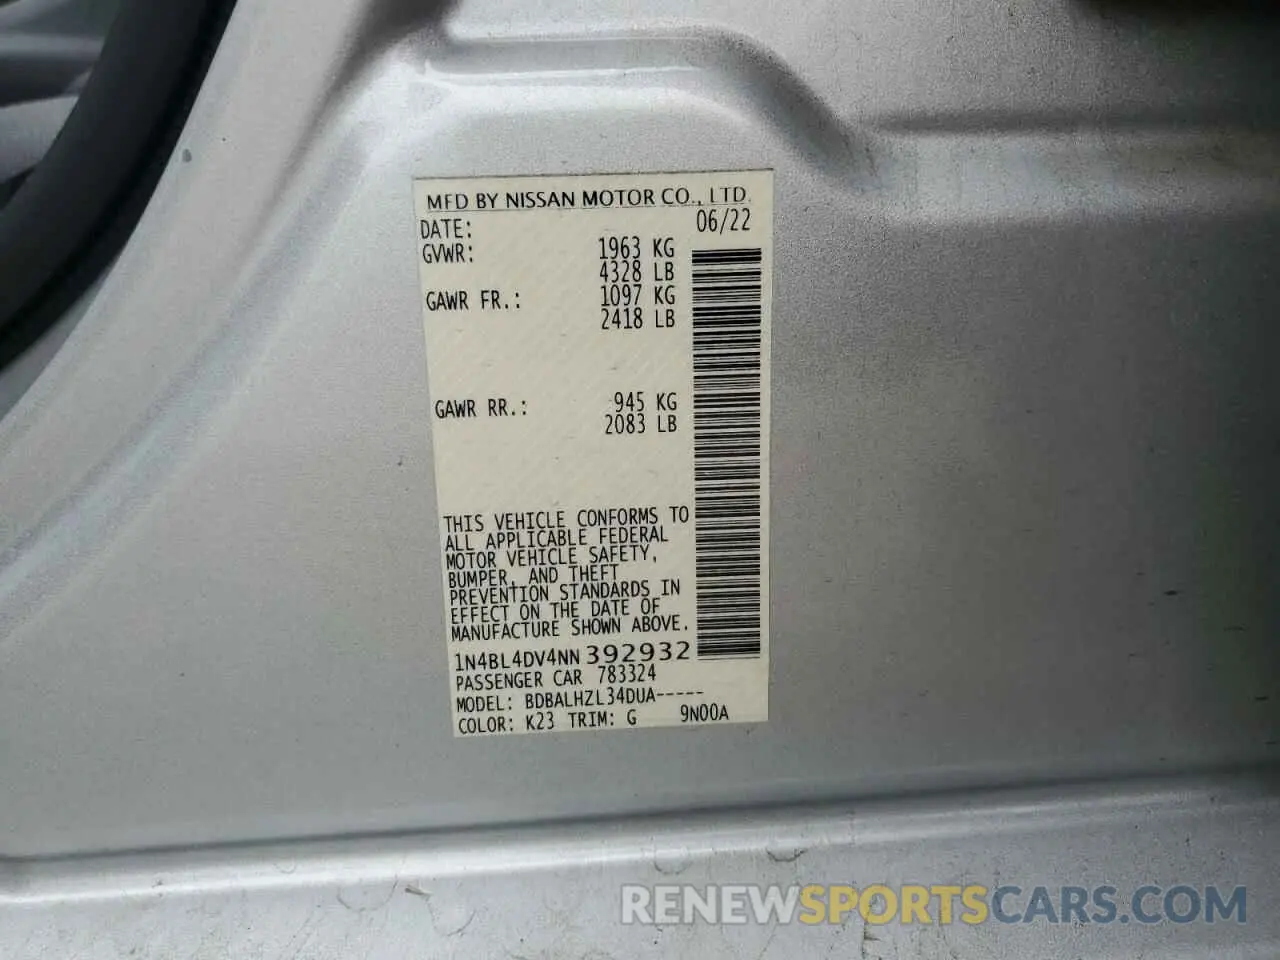 MFD BY NISSAN MOTOR CO., LTD.
DATE: 06/22
GVWR: 1963 KG
4328 LB
GAWR FR.: 1097 KG
2418 LB
GAWR RR.: 945 KG
2083 LB
THIS VEHICLE CONFORMS TO
ALL APPLICABLE FEDERAL
MOTOR VEHICLE SAFETY,
BUMPER, AND THEFT
PREVENTION STANDARDS IN
EFFECT ON THE DATE OF
MANUFACTURE SHOWN ABOVE.
1N4BL4DV4NN 392932
PASSENGER CAR 783324
MODEL: BDBALHZL34DUA-----
COLOR: K23 TRIM: G 9N00A
RENEWSPORTSCARS.COM